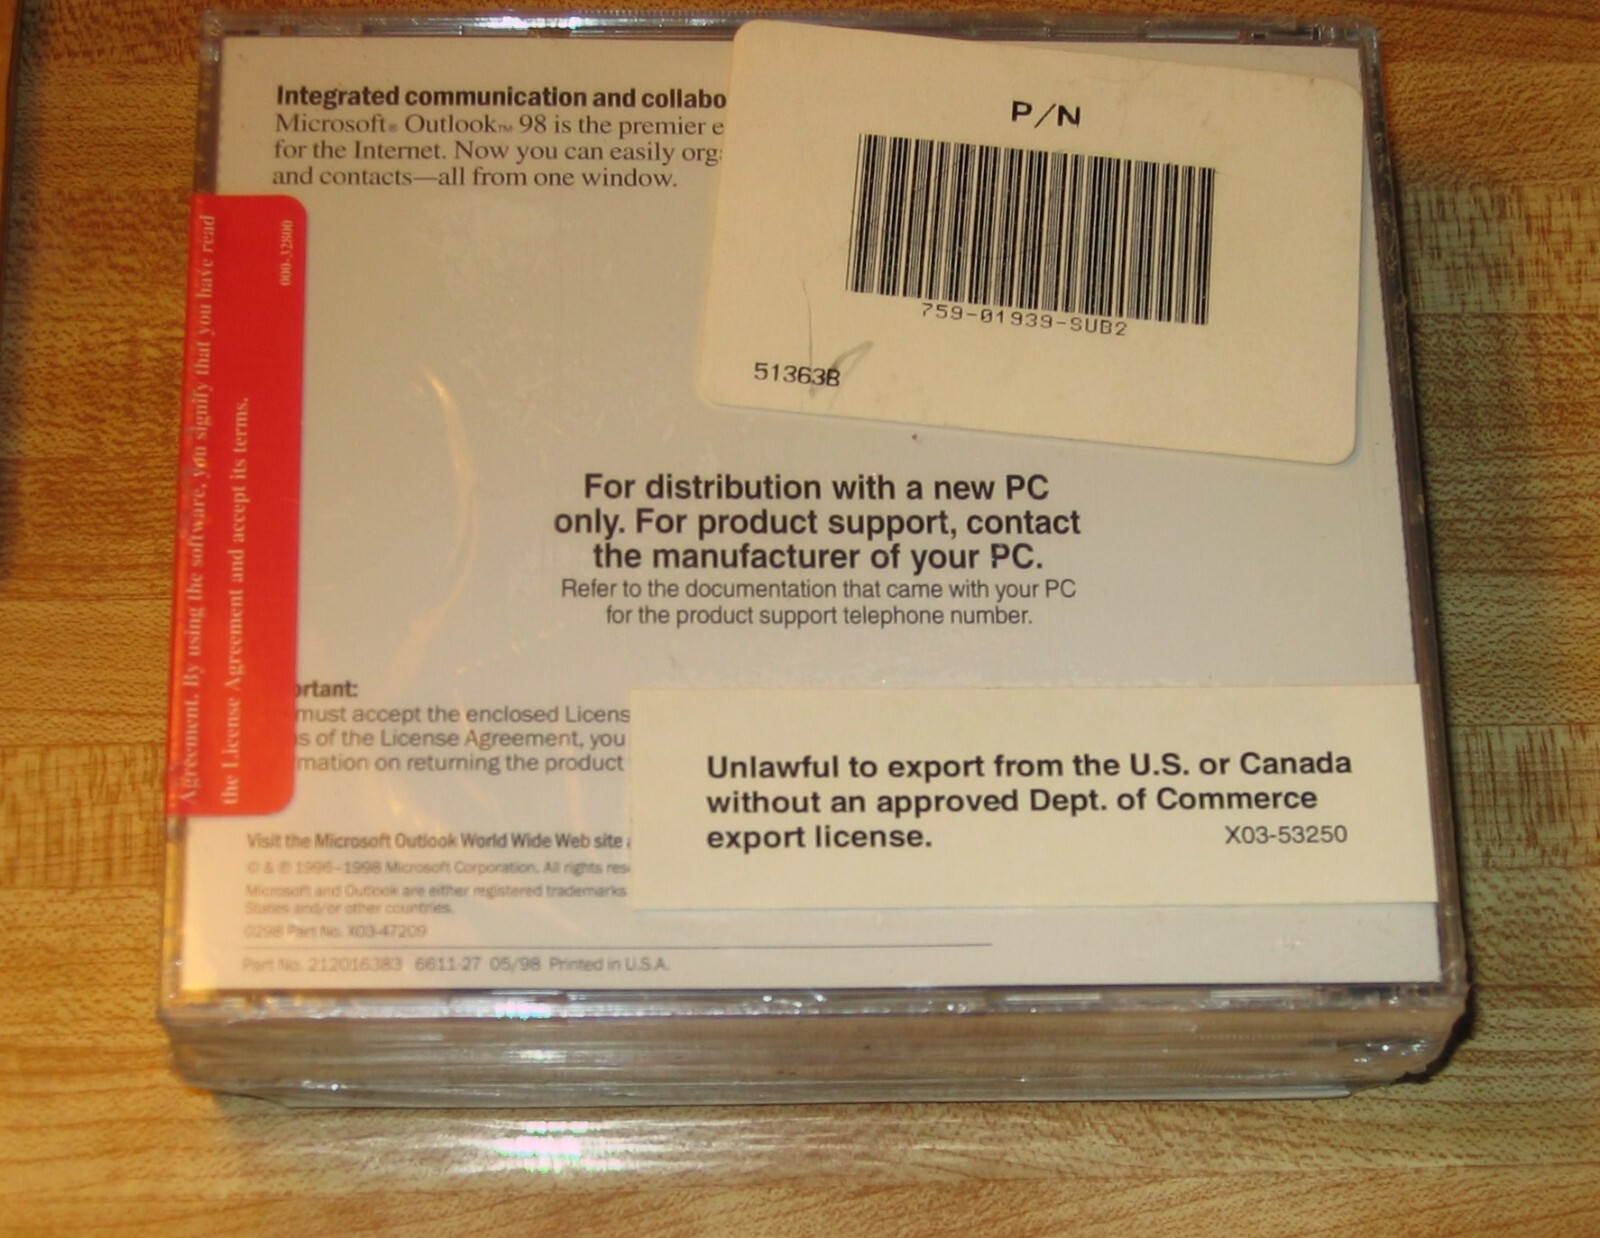 Integrated communication and collabo
Microsoft® Outlook™ 98 is the premier e
for the Internet. Now you can easily org
and contacts—all from one window.
P/N
759-01939-SUB2
51363B
000-32800
Agreement. By using the software, you signify that you have read
the License Agreement and accept its terms.
For distribution with a new PC
only. For product support, contact
the manufacturer of your PC.
Refer to the documentation that came with your PC
for the product support telephone number.
ortant:
must accept the enclosed Licens
s of the License Agreement, you
mation on returning the product
Unlawful to export from the U.S. or Canada
without an approved Dept. of Commerce
export license. X03-53250
Visit the Microsoft Outlook World Wide Web site
© & ℗ 1996–1998 Microsoft Corporation. All rights res
Microsoft and Outlook are either registered trademarks
States and/or other countries.
0298 Part No. X03-47209
Part No. 212016383 6611-27 05/98 Printed in U.S.A.